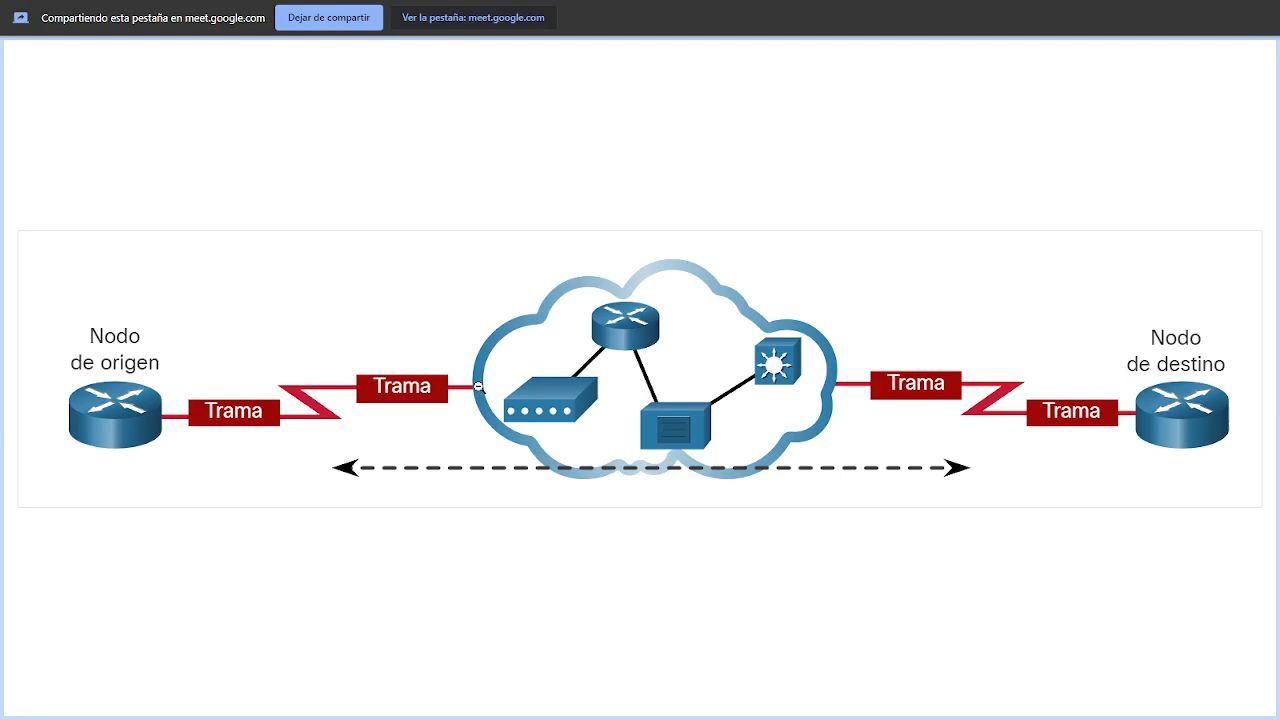 Compartiendo esta pestaña en meet.google.com
Dejar de compartir
Ver la pestaña: meet.google.com
Nodo
de origen
Trama
Trama
Trama
Trama
Nodo
de destino